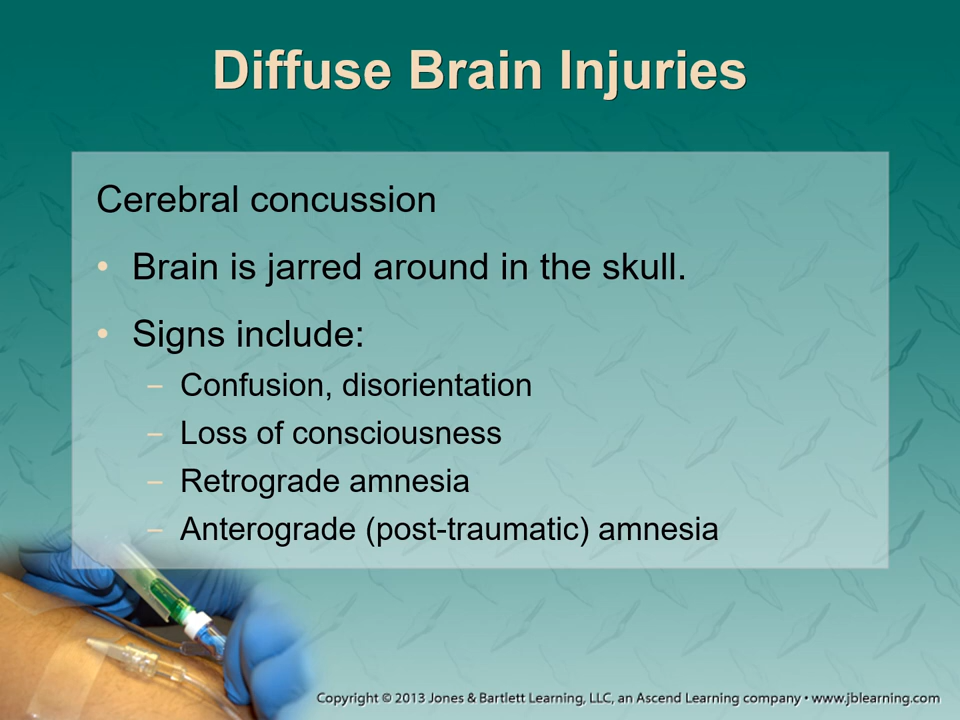 Diffuse Brain Injuries
Cerebral concussion
• Brain is jarred around in the skull.
• Signs include:
– Confusion, disorientation
– Loss of consciousness
– Retrograde amnesia
– Anterograde (post-traumatic) amnesia
Copyright © 2013 Jones & Bartlett Learning, LLC, an Ascend Learning company • www.jblearning.com